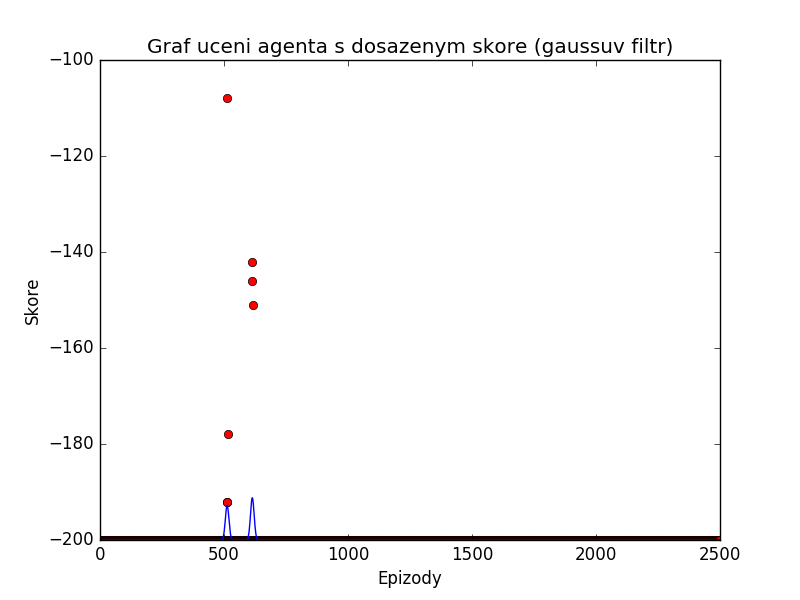 Graf uceni agenta s dosazenym skore (gaussuv filtr)
−100
−120
−140
−160
−180
−200
Skore
0 500 1000 1500 2000 2500
Epizody